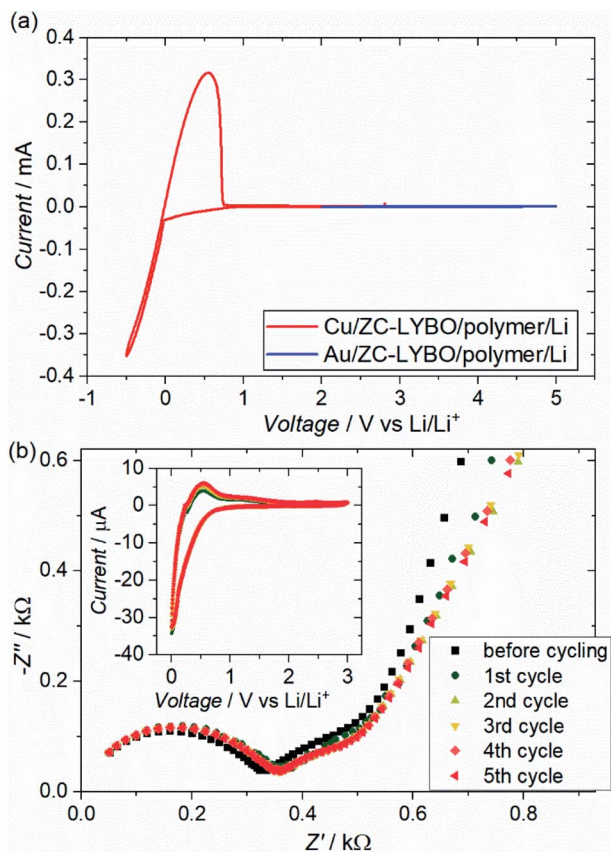 (a)
0.4
0.3
0.2
0.1
0.0
-0.1
-0.2
-0.3
-0.4
Current / mA
Cu/ZC-LYBO/polymer/Li
Au/ZC-LYBO/polymer/Li
-1 0 1 2 3 4 5
Voltage / V vs Li/Li⁺
(b)
0.6
0.4
0.2
0.0
-Z'' / kΩ
10
0
-10
-20
-30
-40
Current / µA
0 1 2 3
Voltage / V vs Li/Li⁺
before cycling
1st cycle
2nd cycle
3rd cycle
4th cycle
5th cycle
0.0 0.2 0.4 0.6 0.8
Z' / kΩ